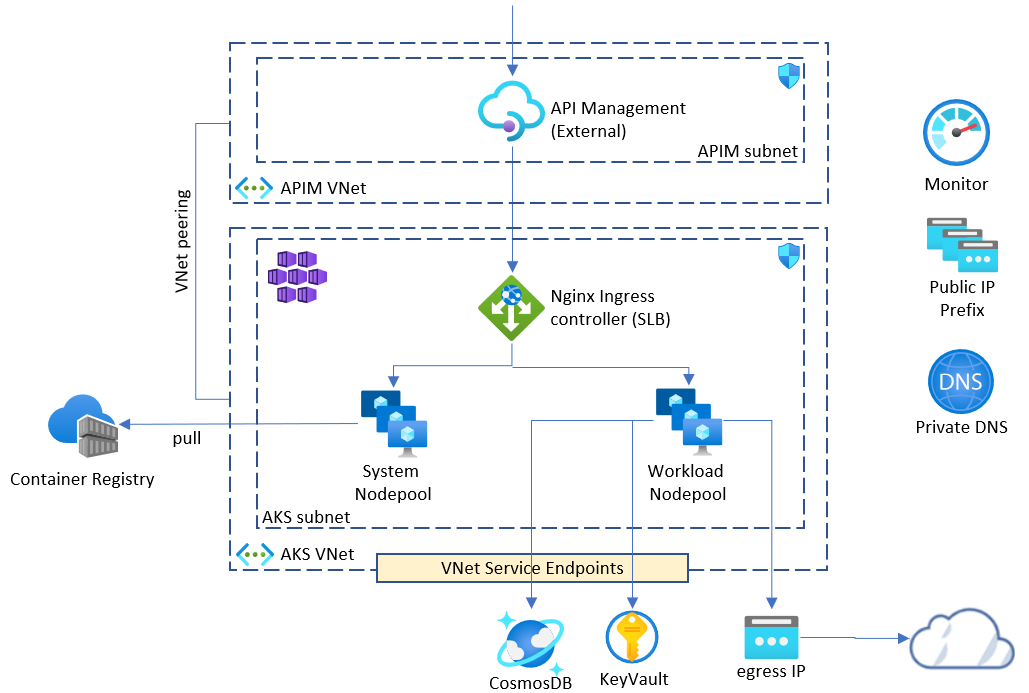 API Management
(External)
APIM subnet
APIM VNet
VNet peering
Nginx Ingress
controller (SLB)
System
Nodepool
Workload
Nodepool
AKS subnet
AKS VNet
VNet Service Endpoints
pull
Container Registry
CosmosDB
KeyVault
egress IP
Monitor
Public IP
Prefix
DNS
Private DNS